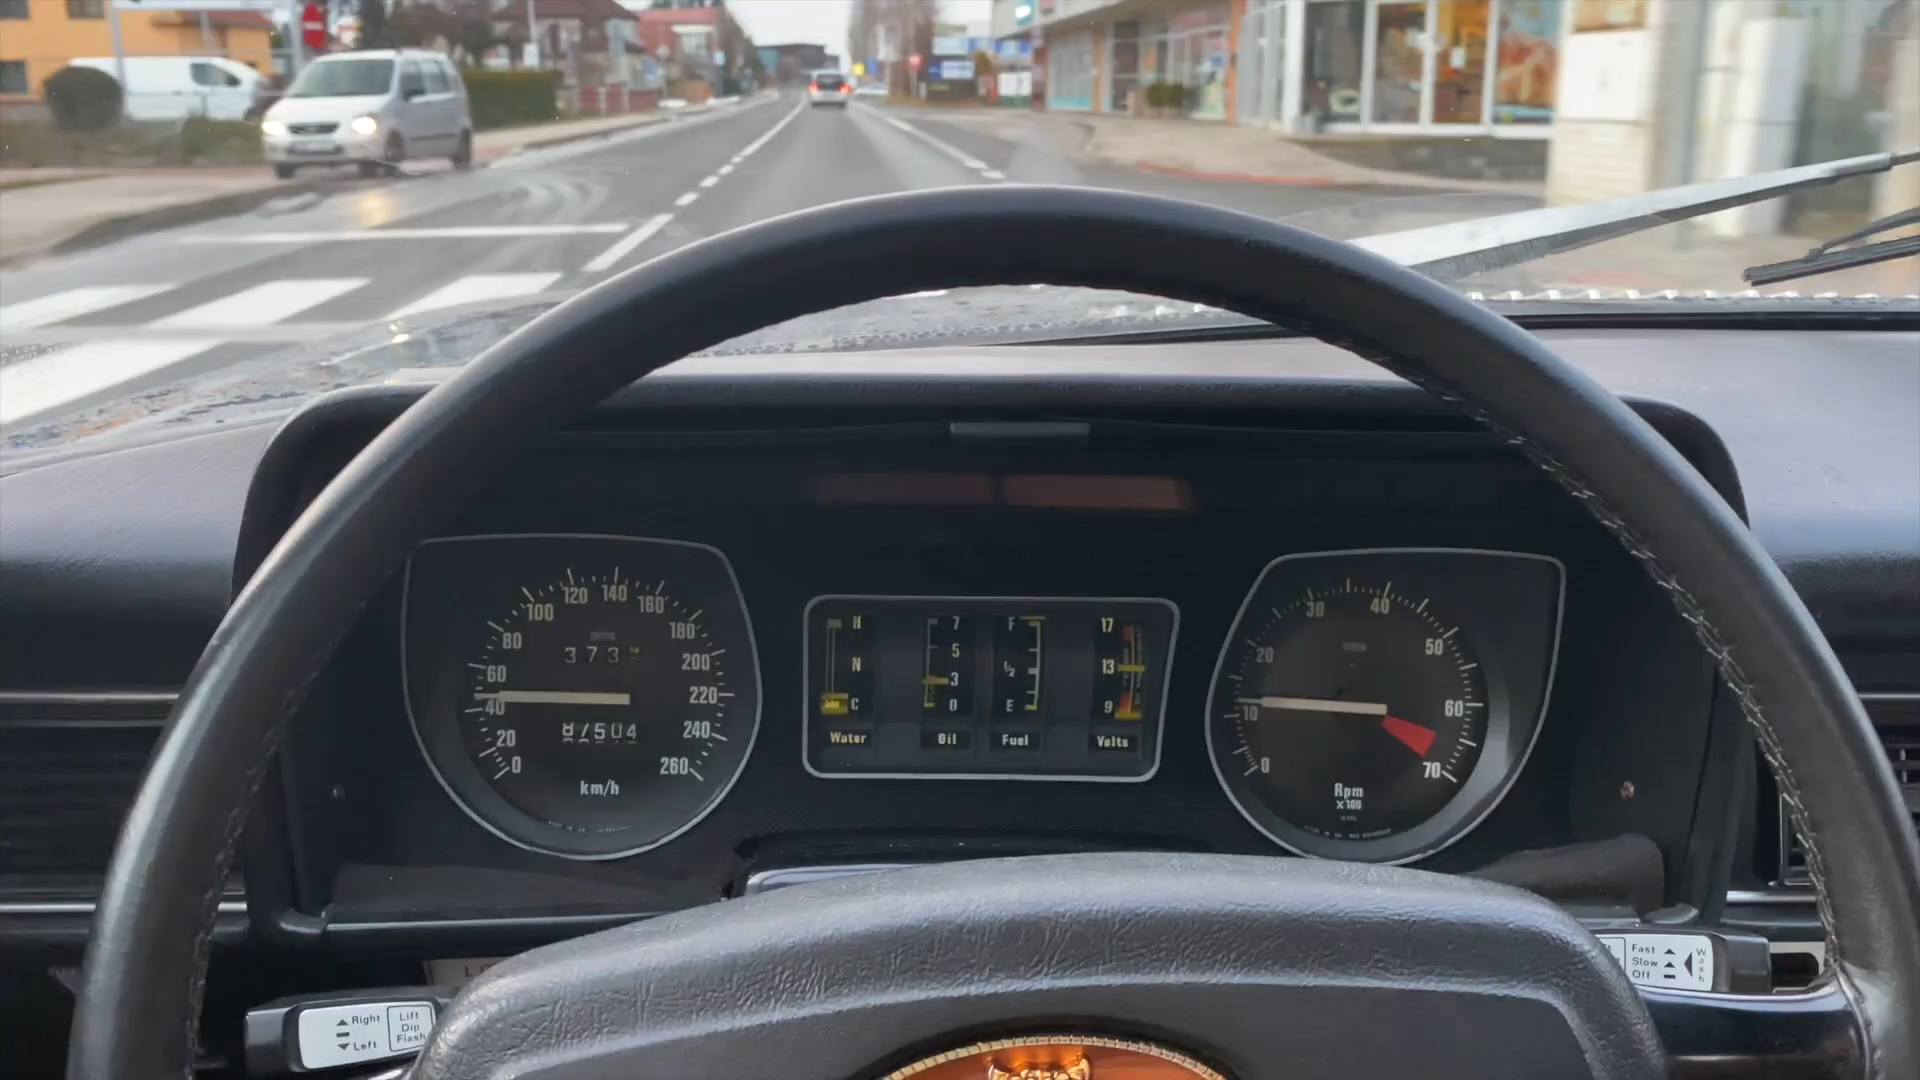 120 140
100 160
80 180
373
60 200
40 220
87504
20 240
0 260
km/h
H 7 F 17
5
N ½ 13
3
C 0 E 9
Water Oil Fuel Volts
30 40
20 50
10 60
0 70
Rpm
x100
Right
Left
Lift
Dip
Flash
Fast
Slow
Off
Wash